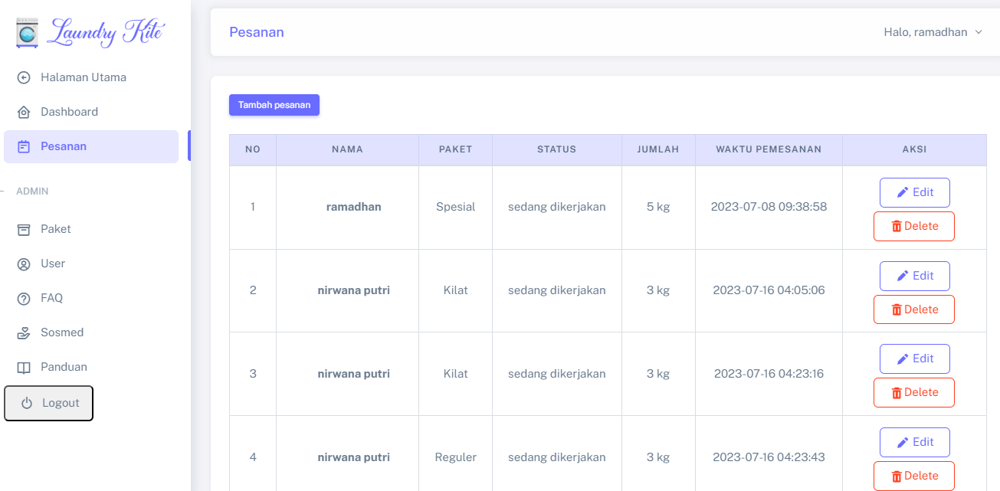 Laundry Kite
Halaman Utama
Dashboard
Pesanan
ADMIN
Paket
User
FAQ
Sosmed
Panduan
Logout
Pesanan
Halo, ramadhan
Tambah pesanan
NO NAMA PAKET STATUS JUMLAH WAKTU PEMESANAN AKSI
1 ramadhan Spesial sedang dikerjakan 5 kg 2023-07-08 09:38:58 Edit
Delete
2 nirwana putri Kilat sedang dikerjakan 3 kg 2023-07-16 04:05:06 Edit
Delete
3 nirwana putri Kilat sedang dikerjakan 3 kg 2023-07-16 04:23:16 Edit
Delete
4 nirwana putri Reguler sedang dikerjakan 3 kg 2023-07-16 04:23:43 Edit
Delete